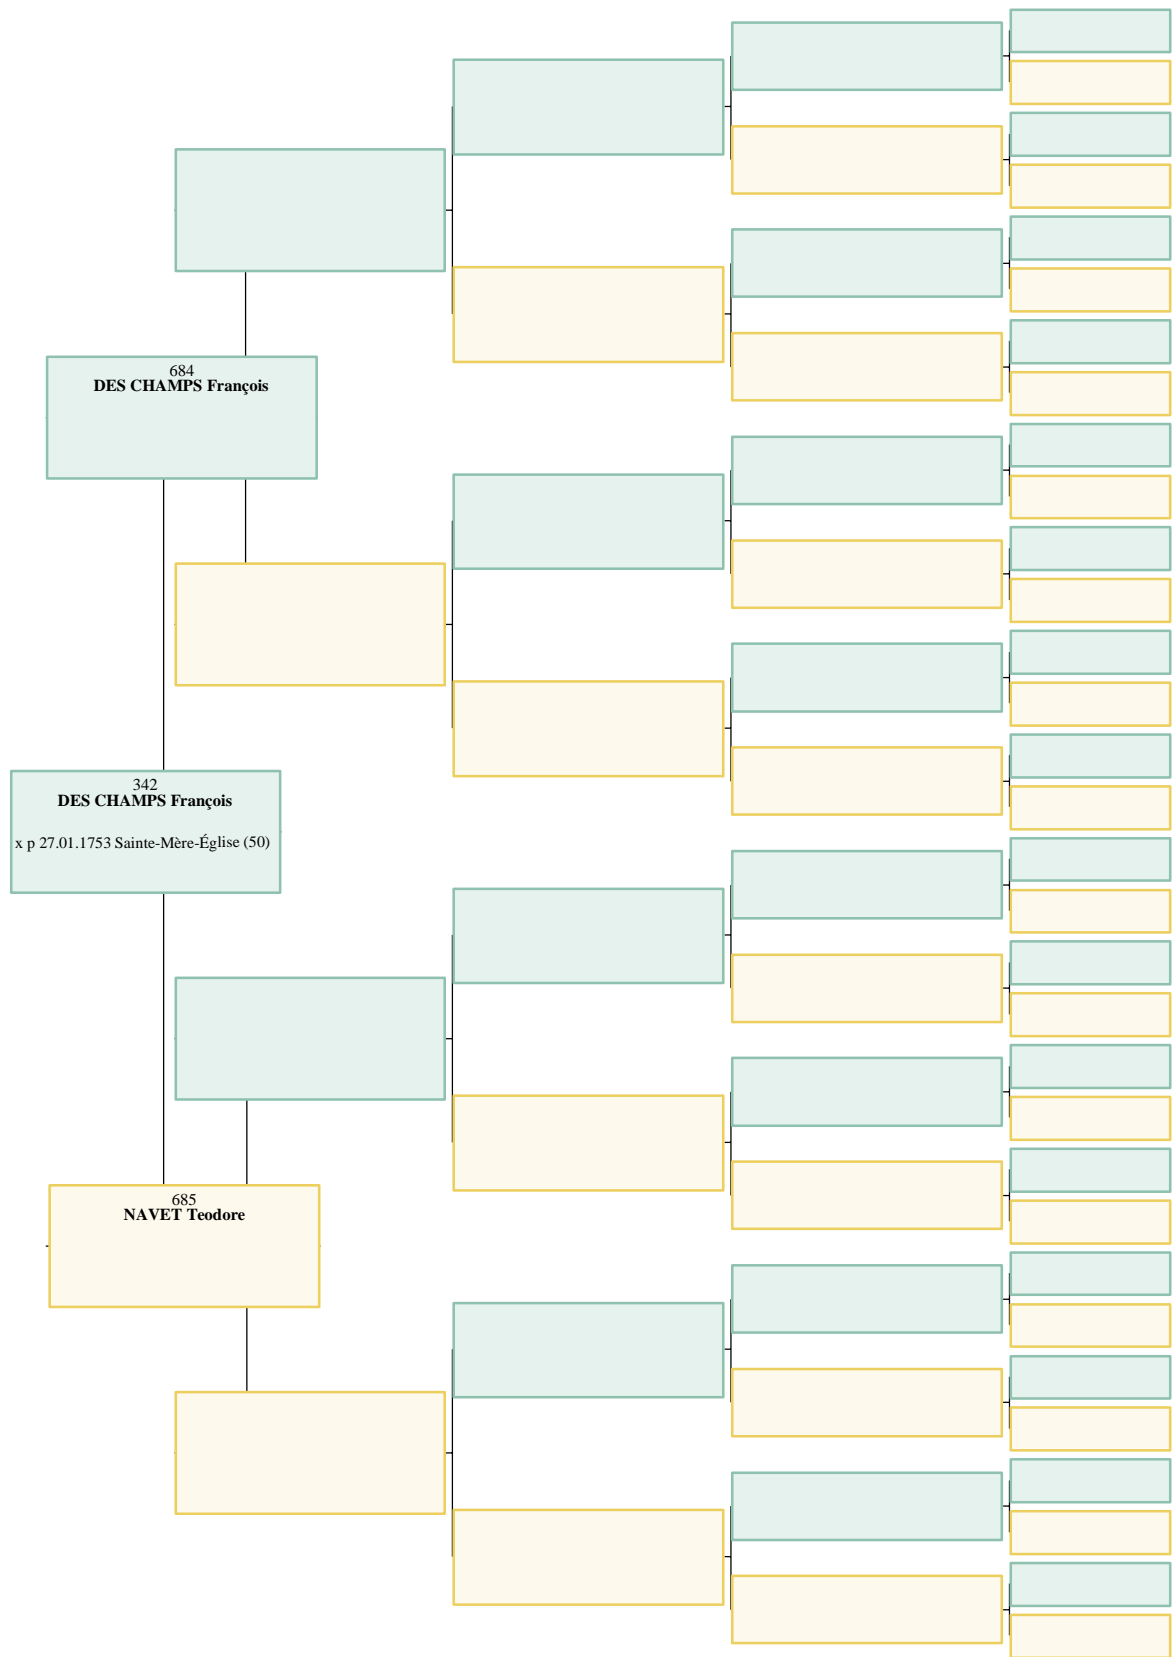 684
DES CHAMPS François
342
DES CHAMPS François
x p 27.01.1753 Sainte-Mère-Église (50)
685
NAVET Teodore